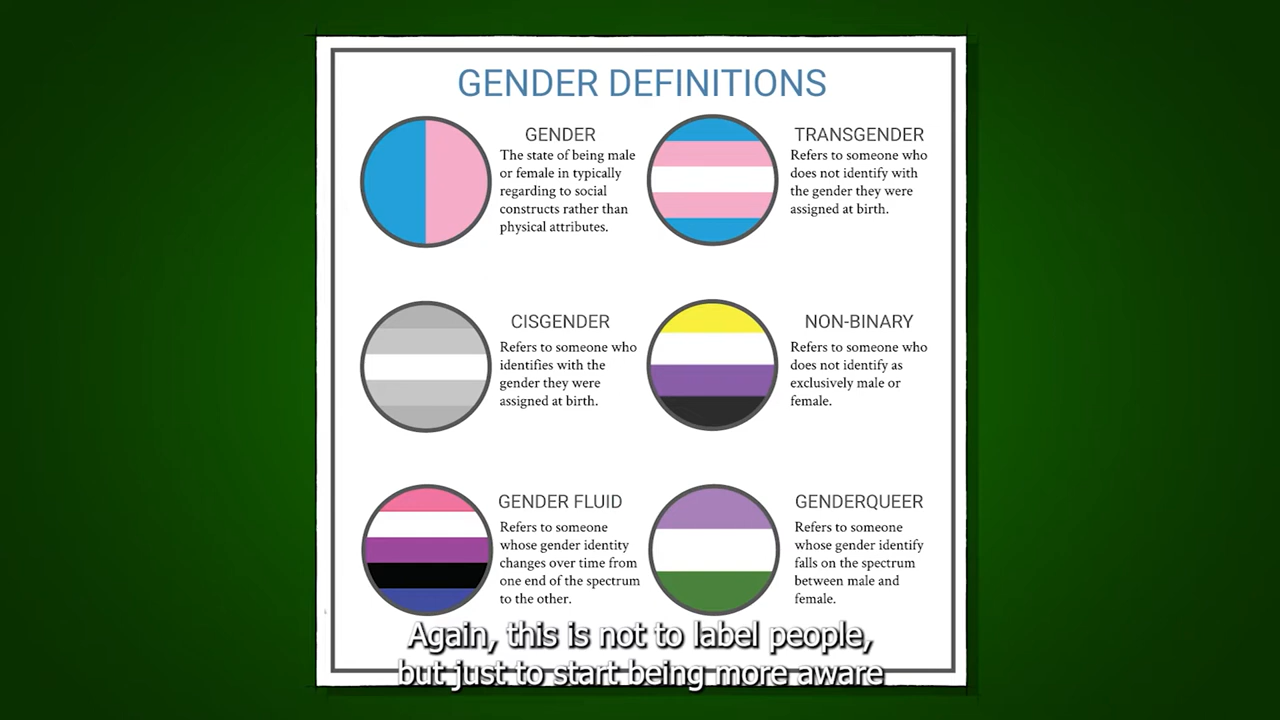 GENDER DEFINITIONS
GENDER
The state of being male
or female in typically
regarding to social
constructs rather than
physical attributes.
TRANSGENDER
Refers to someone who
does not identify with
the gender they were
assigned at birth.
CISGENDER
Refers to someone who
identifies with the
gender they were
assigned at birth.
NON-BINARY
Refers to someone who
does not identify as
exclusively male or
female.
GENDER FLUID
Refers to someone
whose gender identity
changes over time from
one end of the spectrum
to the other.
GENDERQUEER
Refers to someone
whose gender identify
falls on the spectrum
between male and
female.
Again, this is not to label people,
but just to start being more aware